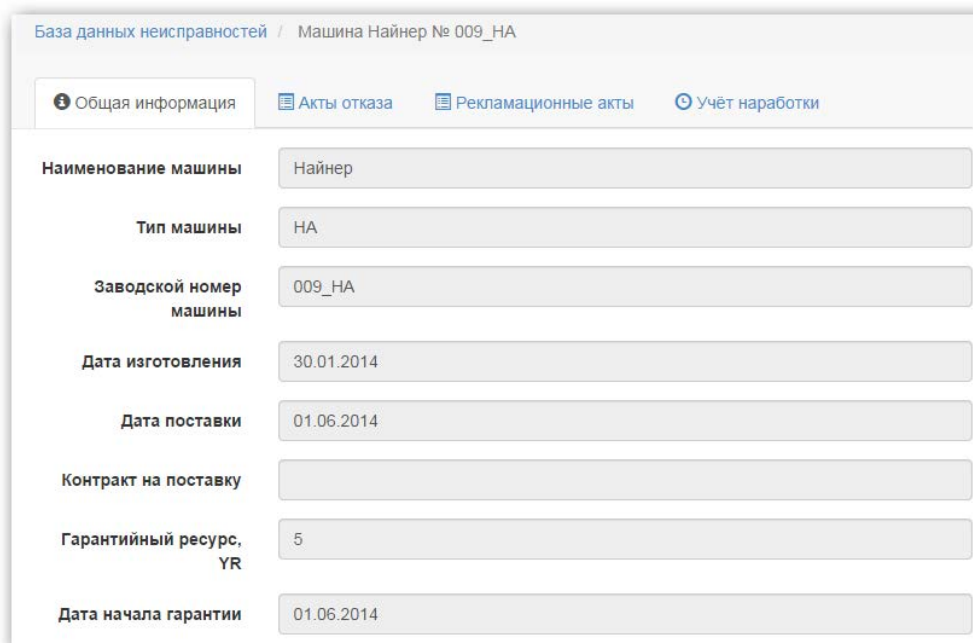 База данных неисправностей / Машина Найнер № 009_НА
Общая информация Акты отказа Рекламационные акты Учёт наработки
Наименование машины Найнер
Тип машины НА
Заводской номер 009_НА
машины
Дата изготовления 30.01.2014
Дата поставки 01.06.2014
Контракт на поставку
Гарантийный ресурс, 5
YR
Дата начала гарантии 01.06.2014